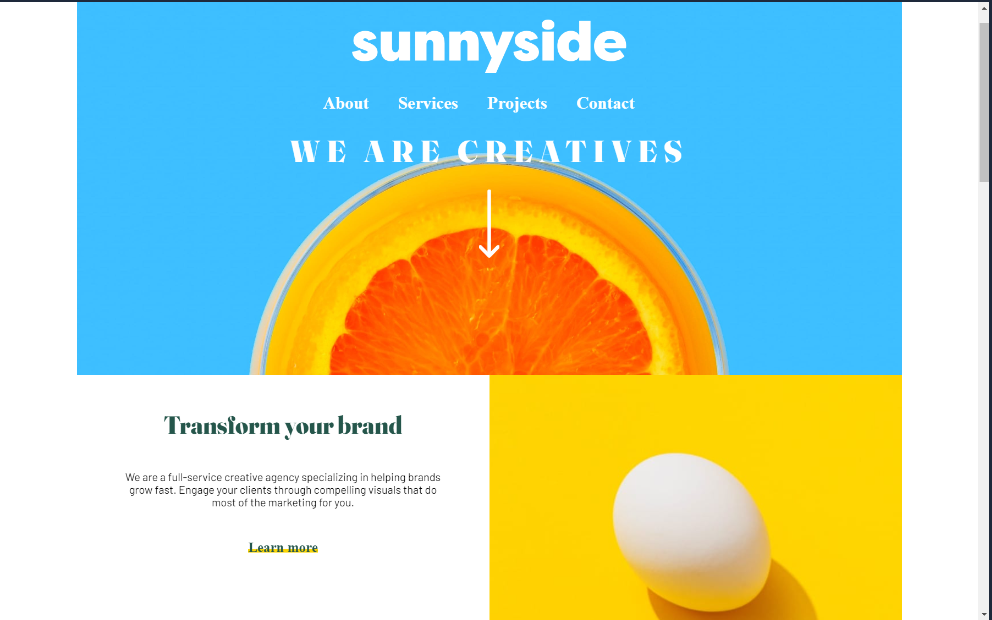 sunnyside
About Services Projects Contact
WE ARE CREATIVES
Transform your brand
We are a full-service creative agency specializing in helping brands
grow fast. Engage your clients through compelling visuals that do
most of the marketing for you.
Learn more